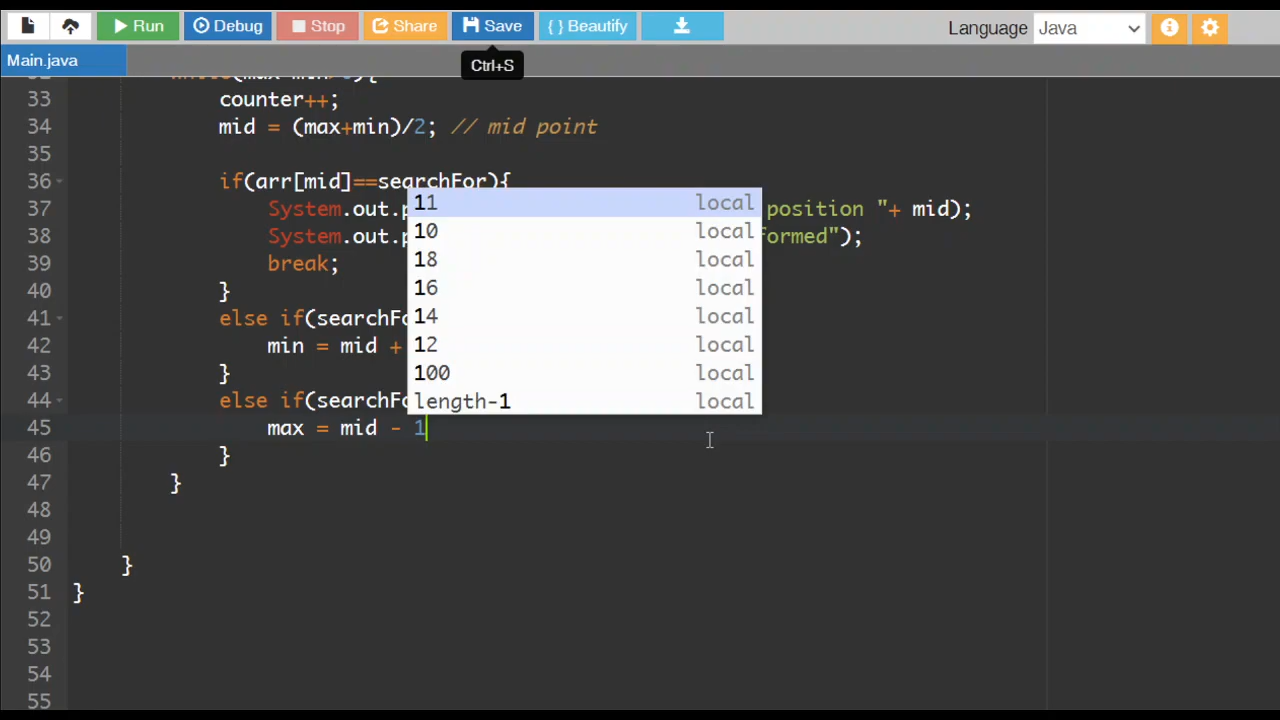 Run Debug Stop Share Save { } Beautify Language Java
Main.java
Ctrl+S
33 counter++;
34 mid = (max+min)/2; // mid point
35
36 if(arr[mid]==searchFor){
37 System.out. position "+ mid);
38 System.out. formed");
39 break;
40 }
41 else if(searchFo
42 min = mid +
43 }
44 else if(searchFo
45 max = mid - 1
46 }
47 }
48
49
50 }
51 }
52
53
54
55
11 local
10 local
18 local
16 local
14 local
12 local
100 local
length-1 local